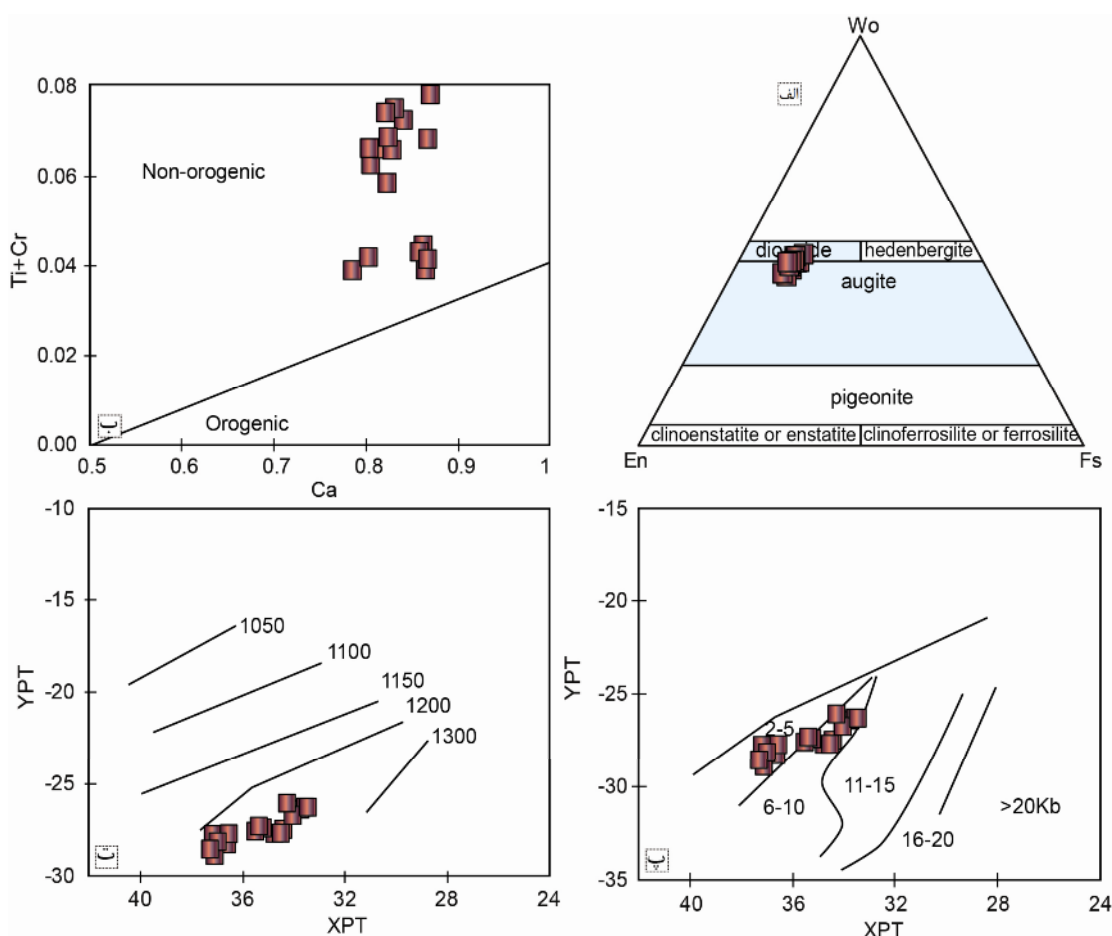 Wo
الف
0.08
0.06
0.04
0.02
0.00
Ti+Cr
Non-orogenic
Orogenic
0.5
0.6
0.7
0.8
0.9
1
Ca
hedenbergite
augite
pigeonite
clinoenstatite or enstatite
clinoferrosilite or ferrosilite
En
Fs
-10
-15
-20
-25
-30
YPT
1050
1100
1150
1200
1300
ت
40
36
32
28
24
XPT
-15
-20
-25
-30
-35
YPT
2-5
6-10
11-15
16-20
>20Kb
پ
40
36
32
28
24
XPT